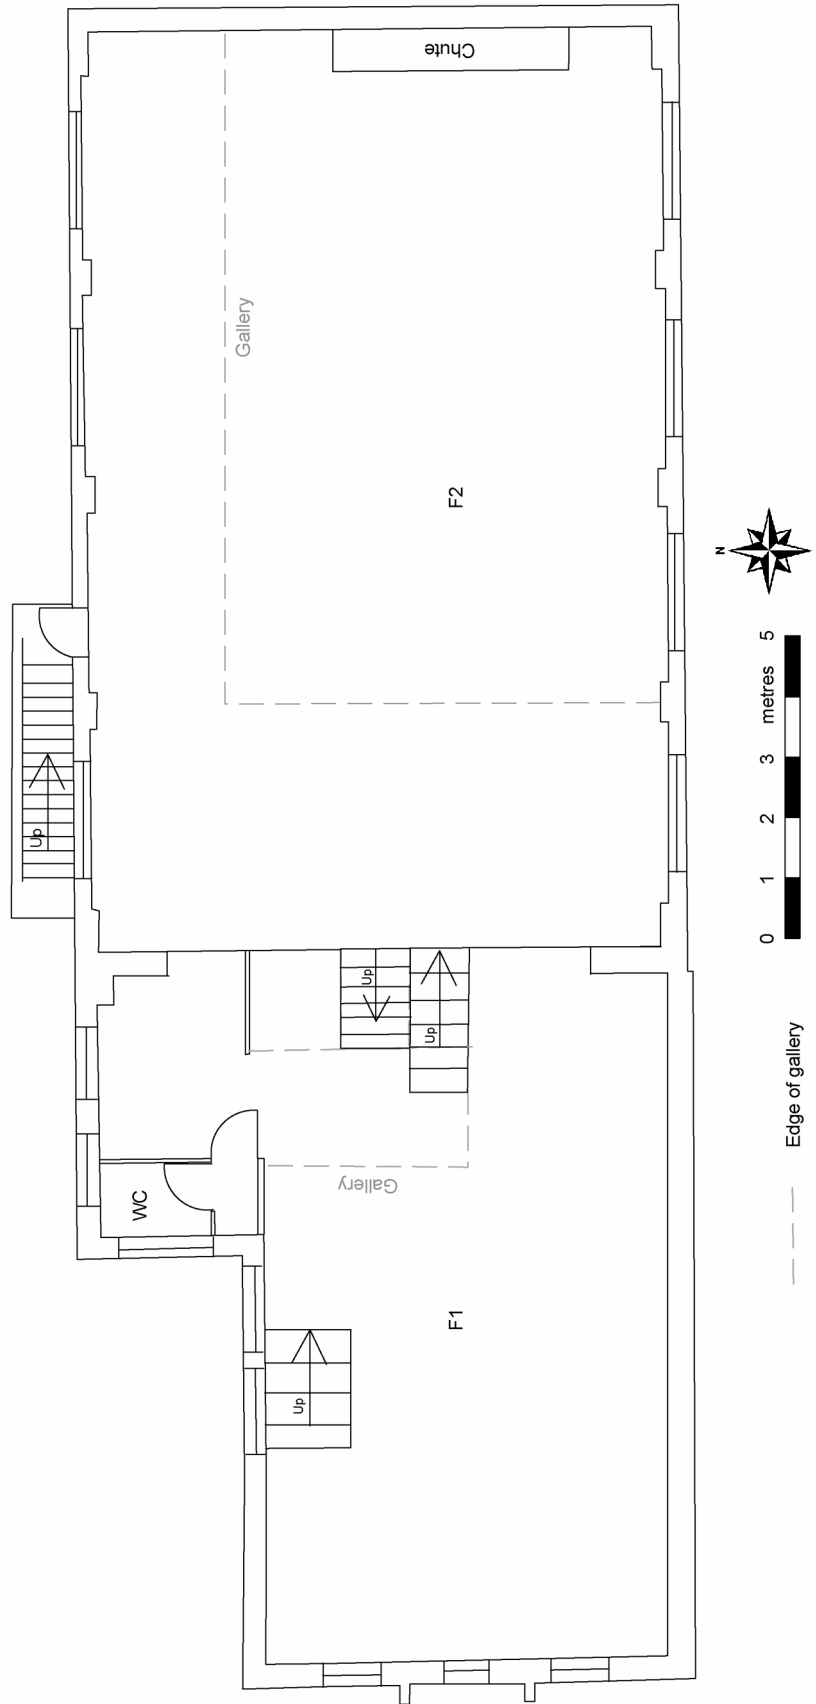 Chute
Gallery
F2
Up
Up
Up
WC
Gallery
F1
Up
N
0 1 2 3 metres 5
Edge of gallery